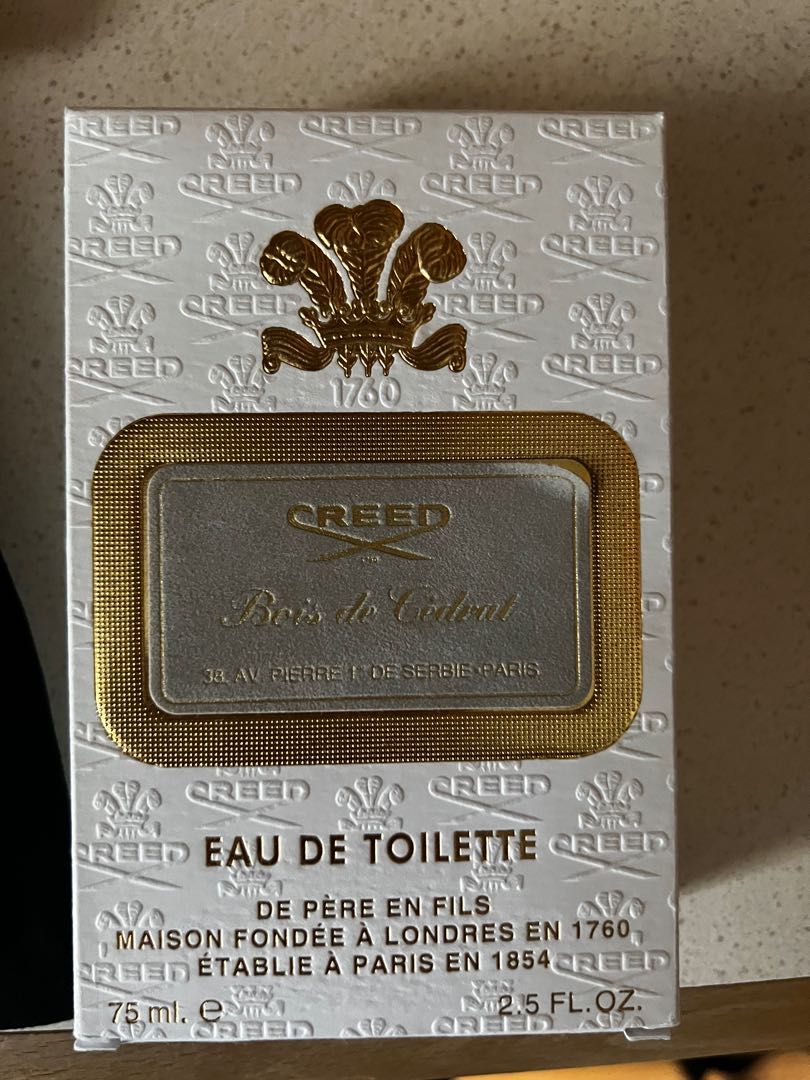 1760
CREED
Bois de Cédrat
38. AV PIERRE 1er DE SERBIE•PARIS
EAU DE TOILETTE
DE PÈRE EN FILS
MAISON FONDÉE À LONDRES EN 1760
ÉTABLIE À PARIS EN 1854
75 ml. e 2.5 FL.OZ.